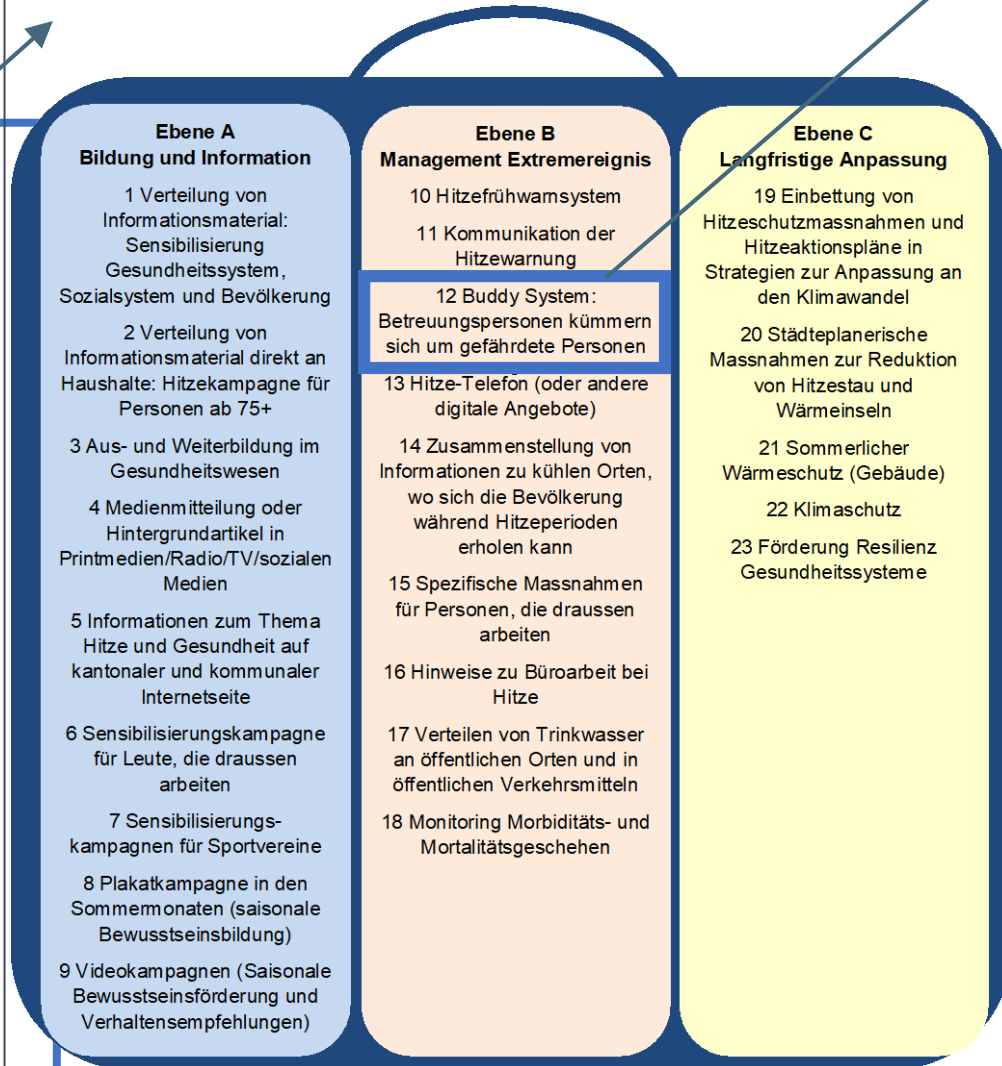 Ebene A
Bildung und Information
1 Verteilung von
Informationsmaterial:
Sensibilisierung
Gesundheitssystem,
Sozialsystem und Bevölkerung
2 Verteilung von
Informationsmaterial direkt an
Haushalte: Hitzekampagne für
Personen ab 75+
3 Aus- und Weiterbildung im
Gesundheitswesen
4 Medienmitteilung oder
Hintergrundartikel in
Printmedien/Radio/TV/sozialen
Medien
5 Informationen zum Thema
Hitze und Gesundheit auf
kantonaler und kommunaler
Internetseite
6 Sensibilisierungskampagne
für Leute, die draussen
arbeiten
7 Sensibilisierungs-
kampagnen für Sportvereine
8 Plakatkampagne in den
Sommermonaten (saisonale
Bewusstseinsbildung)
9 Videokampagnen (Saisonale
Bewusstseinsförderung und
Verhaltensempfehlungen)
Ebene B
Management Extremereignis
10 Hitzefrühwarnsystem
11 Kommunikation der
Hitzewarnung
12 Buddy System:
Betreuungspersonen kümmern
sich um gefährdete Personen
13 Hitze-Telefon (oder andere
digitale Angebote)
14 Zusammenstellung von
Informationen zu kühlen Orten,
wo sich die Bevölkerung
während Hitzeperioden
erholen kann
15 Spezifische Massnahmen
für Personen, die draussen
arbeiten
16 Hinweise zu Büroarbeit bei
Hitze
17 Verteilen von Trinkwasser
an öffentlichen Orten und in
öffentlichen Verkehrsmitteln
18 Monitoring Morbiditäts- und
Mortalitätsgeschehen
Ebene C
Langfristige Anpassung
19 Einbettung von
Hitzeschutzmassnahmen und
Hitzeaktionspläne in
Strategien zur Anpassung an
den Klimawandel
20 Städteplanerische
Massnahmen zur Reduktion
von Hitzestau und
Wärmeinseln
21 Sommerlicher
Wärmeschutz (Gebäude)
22 Klimaschutz
23 Förderung Resilienz
Gesundheitssysteme